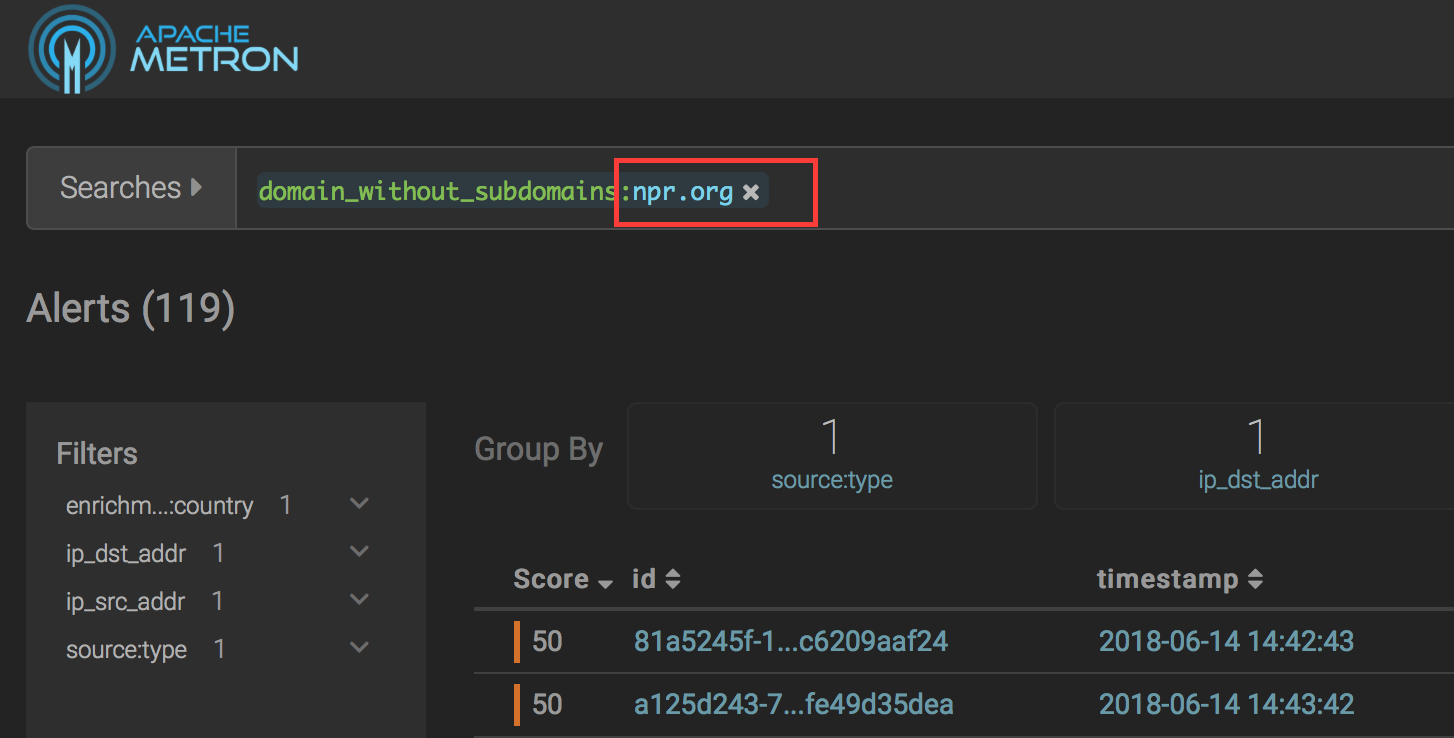 APACHE
METRON
Searches
domain_without_subdomains:npr.org
Alerts (119)
Filters
enrichm...:country 1
ip_dst_addr 1
ip_src_addr 1
source:type 1
Group By
1
source:type
1
ip_dst_addr
Score id timestamp
50 81a5245f-1...c6209aaf24 2018-06-14 14:42:43
50 a125d243-7...fe49d35dea 2018-06-14 14:43:42